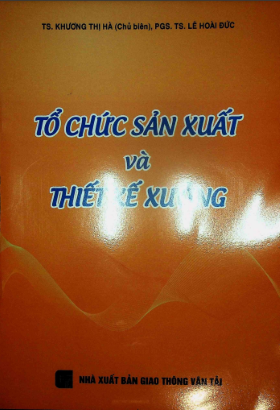 TS. KHƯƠNG THỊ HÀ (Chủ biên), PGS. TS. LÊ HOÀI ĐỨC
TỔ CHỨC SẢN XUẤT
và
THIẾT KẾ XƯỞNG
NHÀ XUẤT BẢN GIAO THÔNG VẬN TẢI